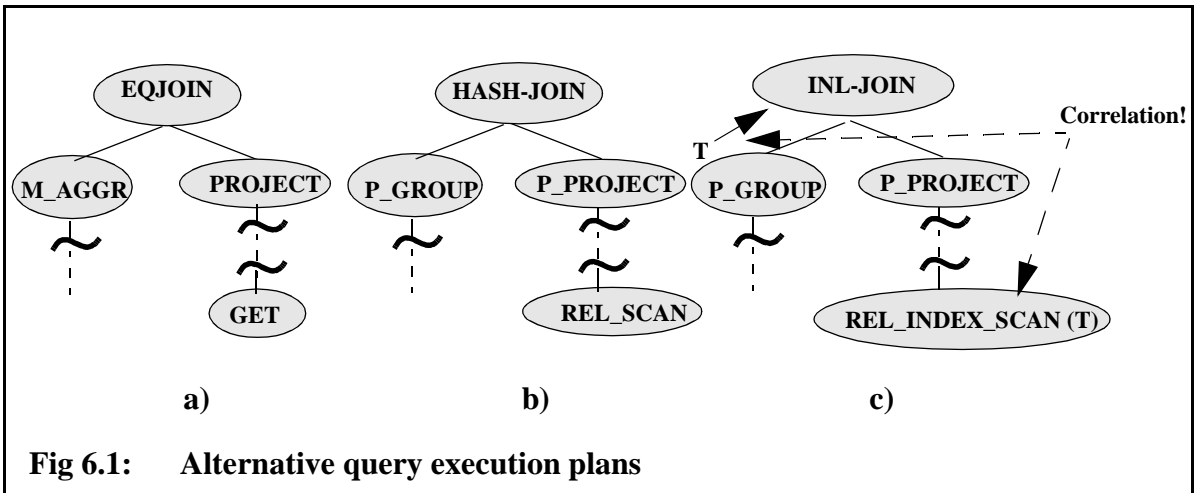 EQJOIN
M_AGGR
PROJECT
GET
a)
HASH-JOIN
P_GROUP
P_PROJECT
REL_SCAN
b)
INL-JOIN
Correlation!
T
P_GROUP
P_PROJECT
REL_INDEX_SCAN (T)
c)
Fig 6.1: Alternative query execution plans